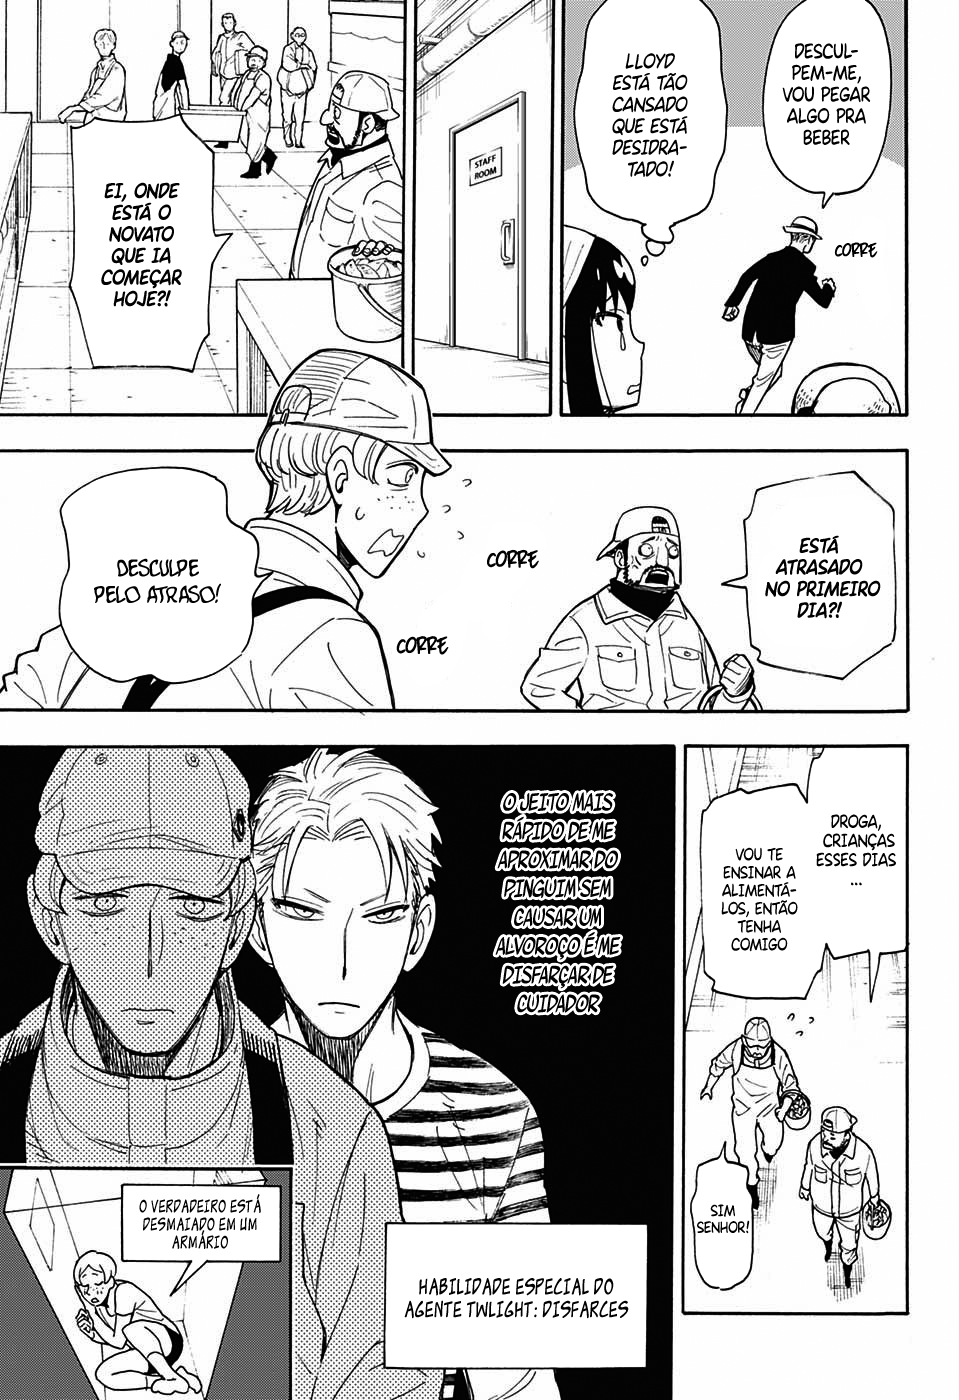 DESCUL-
PEM-ME,
VOU PEGAR
ALGO PRA
BEBER
LLOYD
ESTÁ TÃO
CANSADO
QUE ESTÁ
DESIDRA-
TADO!
CORRE
STAFF
ROOM
EI, ONDE
ESTÁ O
NOVATO
QUE IA
COMEÇAR
HOJE?!
ESTÁ
ATRASADO
NO PRIMEIRO
DIA?!
CORRE
DESCULPE
PELO ATRASO!
CORRE
DROGA,
CRIANÇAS
ESSES DIAS
...
VOU TE
ENSINAR A
ALIMENTÁ-
LOS, ENTÃO
TENHA
COMIGO
SIM
SENHOR!
O JEITO MAIS
RÁPIDO DE ME
APROXIMAR DO
PINGUIM SEM
CAUSAR UM
ALVOROÇO É ME
DISFARÇAR DE
CUIDADOR
O VERDADEIRO ESTÁ
DESMAIADO EM UM
ARMÁRIO
HABILIDADE ESPECIAL DO
AGENTE TWLIGHT: DISFARCES